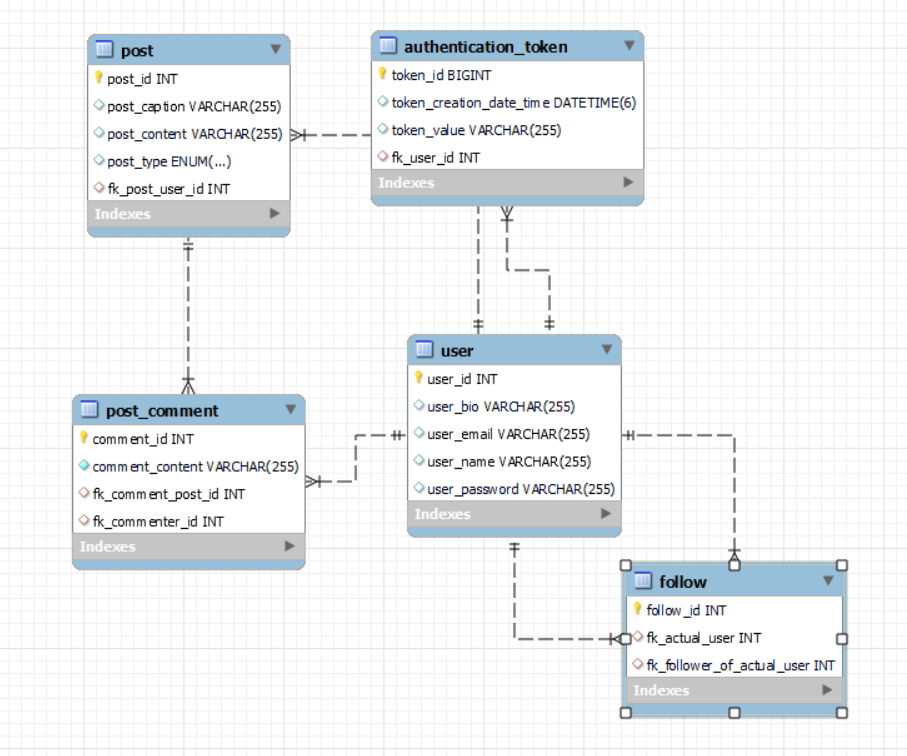 post
post_id INT
post_caption VARCHAR(255)
post_content VARCHAR(255)
post_type ENUM(...)
fk_post_user_id INT
Indexes
authentication_token
token_id BIGINT
token_creation_date_time DATETIME(6)
token_value VARCHAR(255)
fk_user_id INT
Indexes
post_comment
comment_id INT
comment_content VARCHAR(255)
fk_comment_post_id INT
fk_commenter_id INT
Indexes
user
user_id INT
user_bio VARCHAR(255)
user_email VARCHAR(255)
user_name VARCHAR(255)
user_password VARCHAR(255)
Indexes
follow
follow_id INT
fk_actual_user INT
fk_follower_of_actual_user INT
Indexes